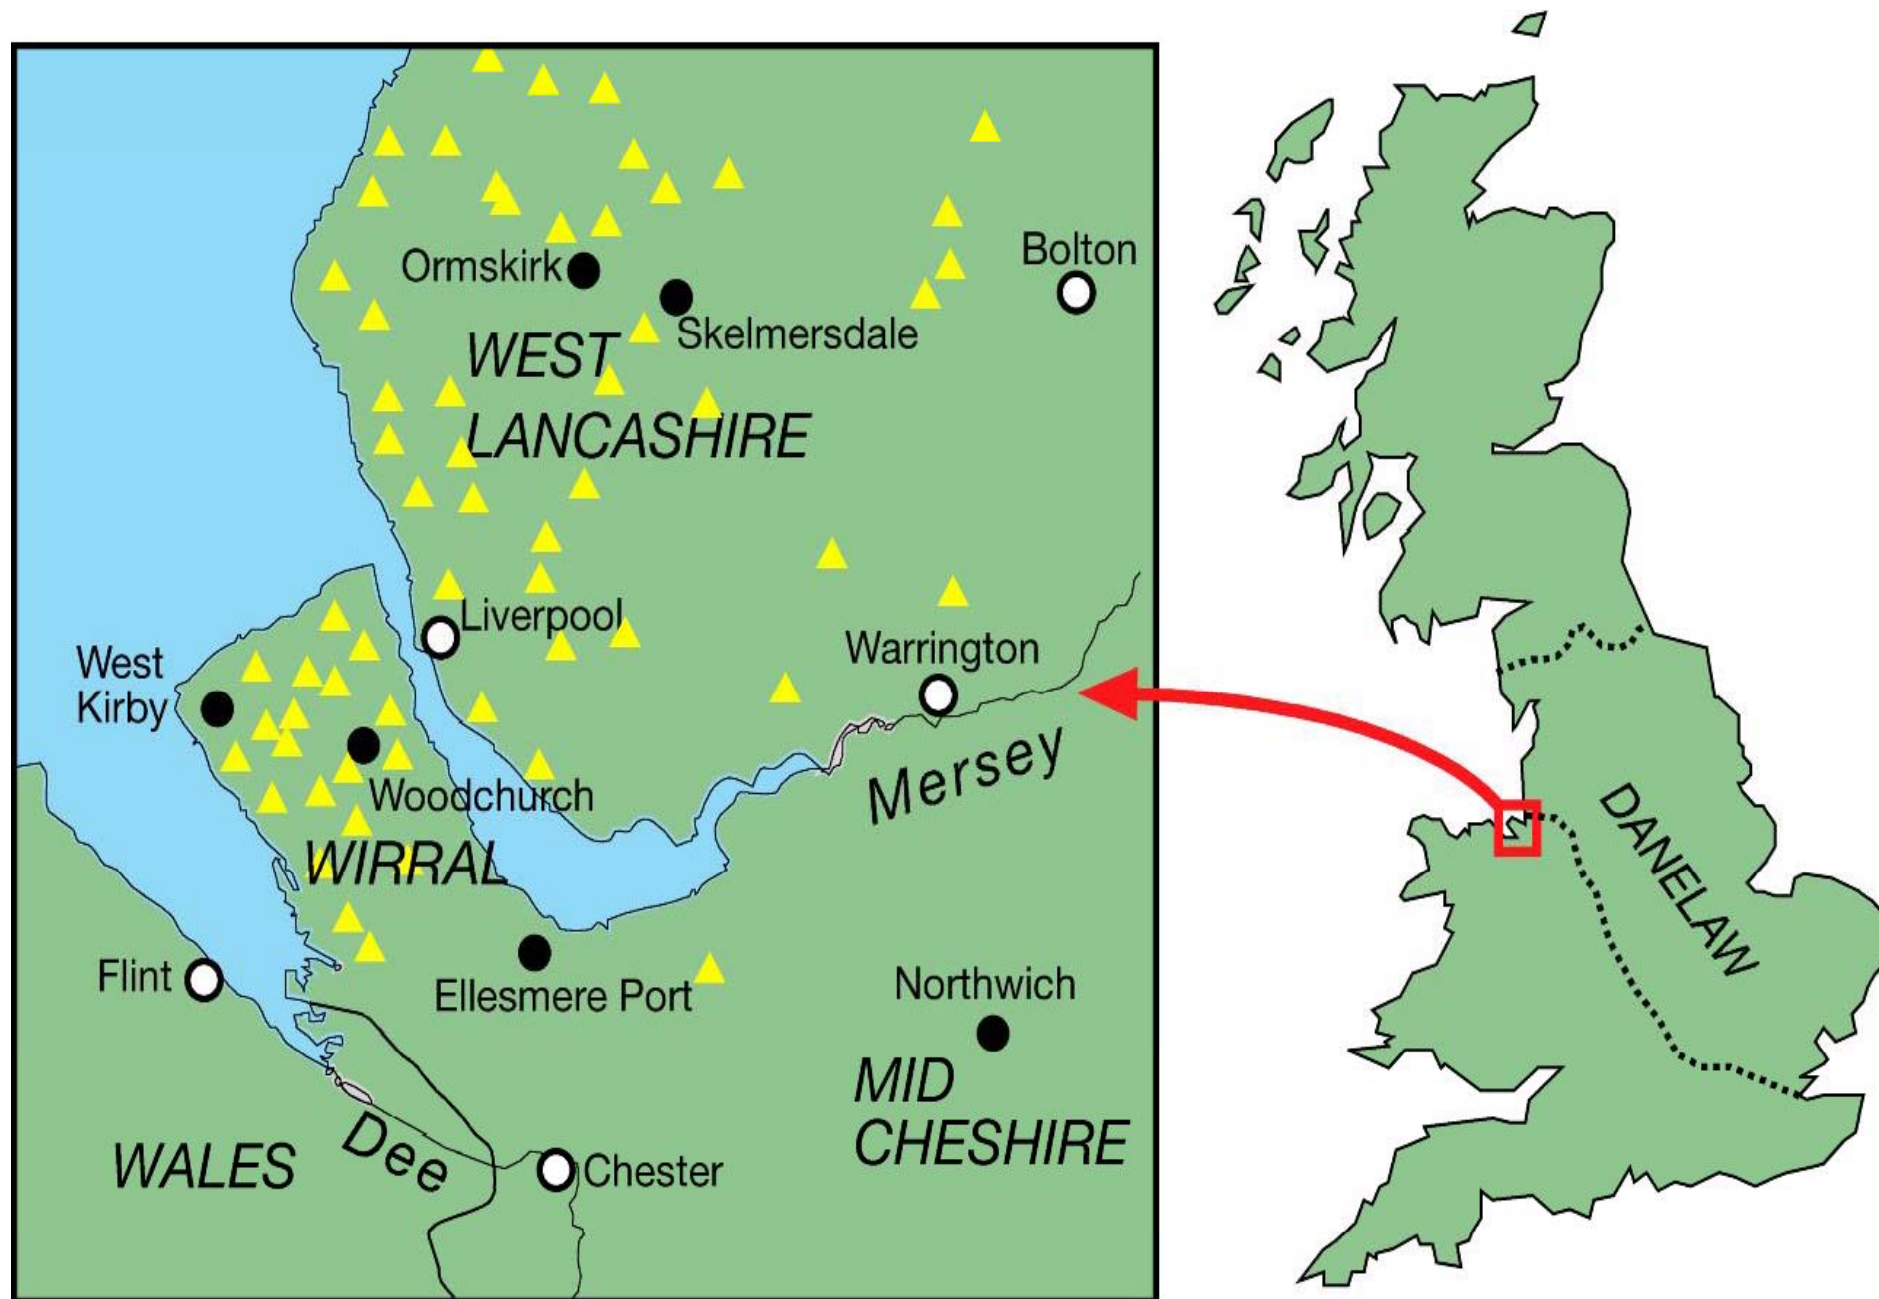 Bolton
Ormskirk
Skelmersdale
WEST
LANCASHIRE
Liverpool
Warrington
West
Kirby
Mersey
Woodchurch
WIRRAL
DANELAW
Flint
Ellesmere Port
Northwich
MID
CHESHIRE
WALES
Dee
Chester